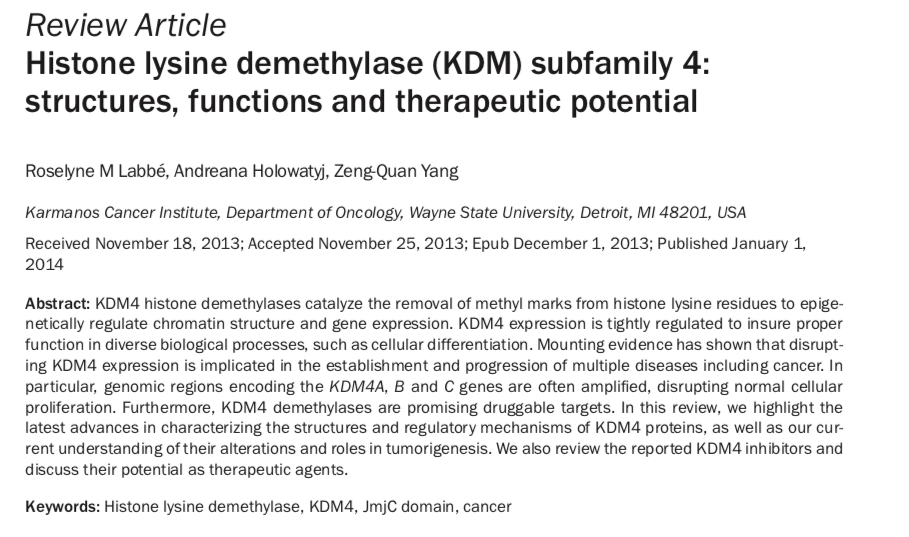 Review Article
Histone lysine demethylase (KDM) subfamily 4:
structures, functions and therapeutic potential
Roselyne M Labbé, Andreana Holowatyj, Zeng-Quan Yang
Karmanos Cancer Institute, Department of Oncology, Wayne State University, Detroit, MI 48201, USA
Received November 18, 2013; Accepted November 25, 2013; Epub December 1, 2013; Published January 1,
2014
Abstract: KDM4 histone demethylases catalyze the removal of methyl marks from histone lysine residues to epige-
netically regulate chromatin structure and gene expression. KDM4 expression is tightly regulated to insure proper
function in diverse biological processes, such as cellular differentiation. Mounting evidence has shown that disrupt-
ing KDM4 expression is implicated in the establishment and progression of multiple diseases including cancer. In
particular, genomic regions encoding the KDM4A, B and C genes are often amplified, disrupting normal cellular
proliferation. Furthermore, KDM4 demethylases are promising druggable targets. In this review, we highlight the
latest advances in characterizing the structures and regulatory mechanisms of KDM4 proteins, as well as our cur-
rent understanding of their alterations and roles in tumorigenesis. We also review the reported KDM4 inhibitors and
discuss their potential as therapeutic agents.
Keywords: Histone lysine demethylase, KDM4, JmjC domain, cancer